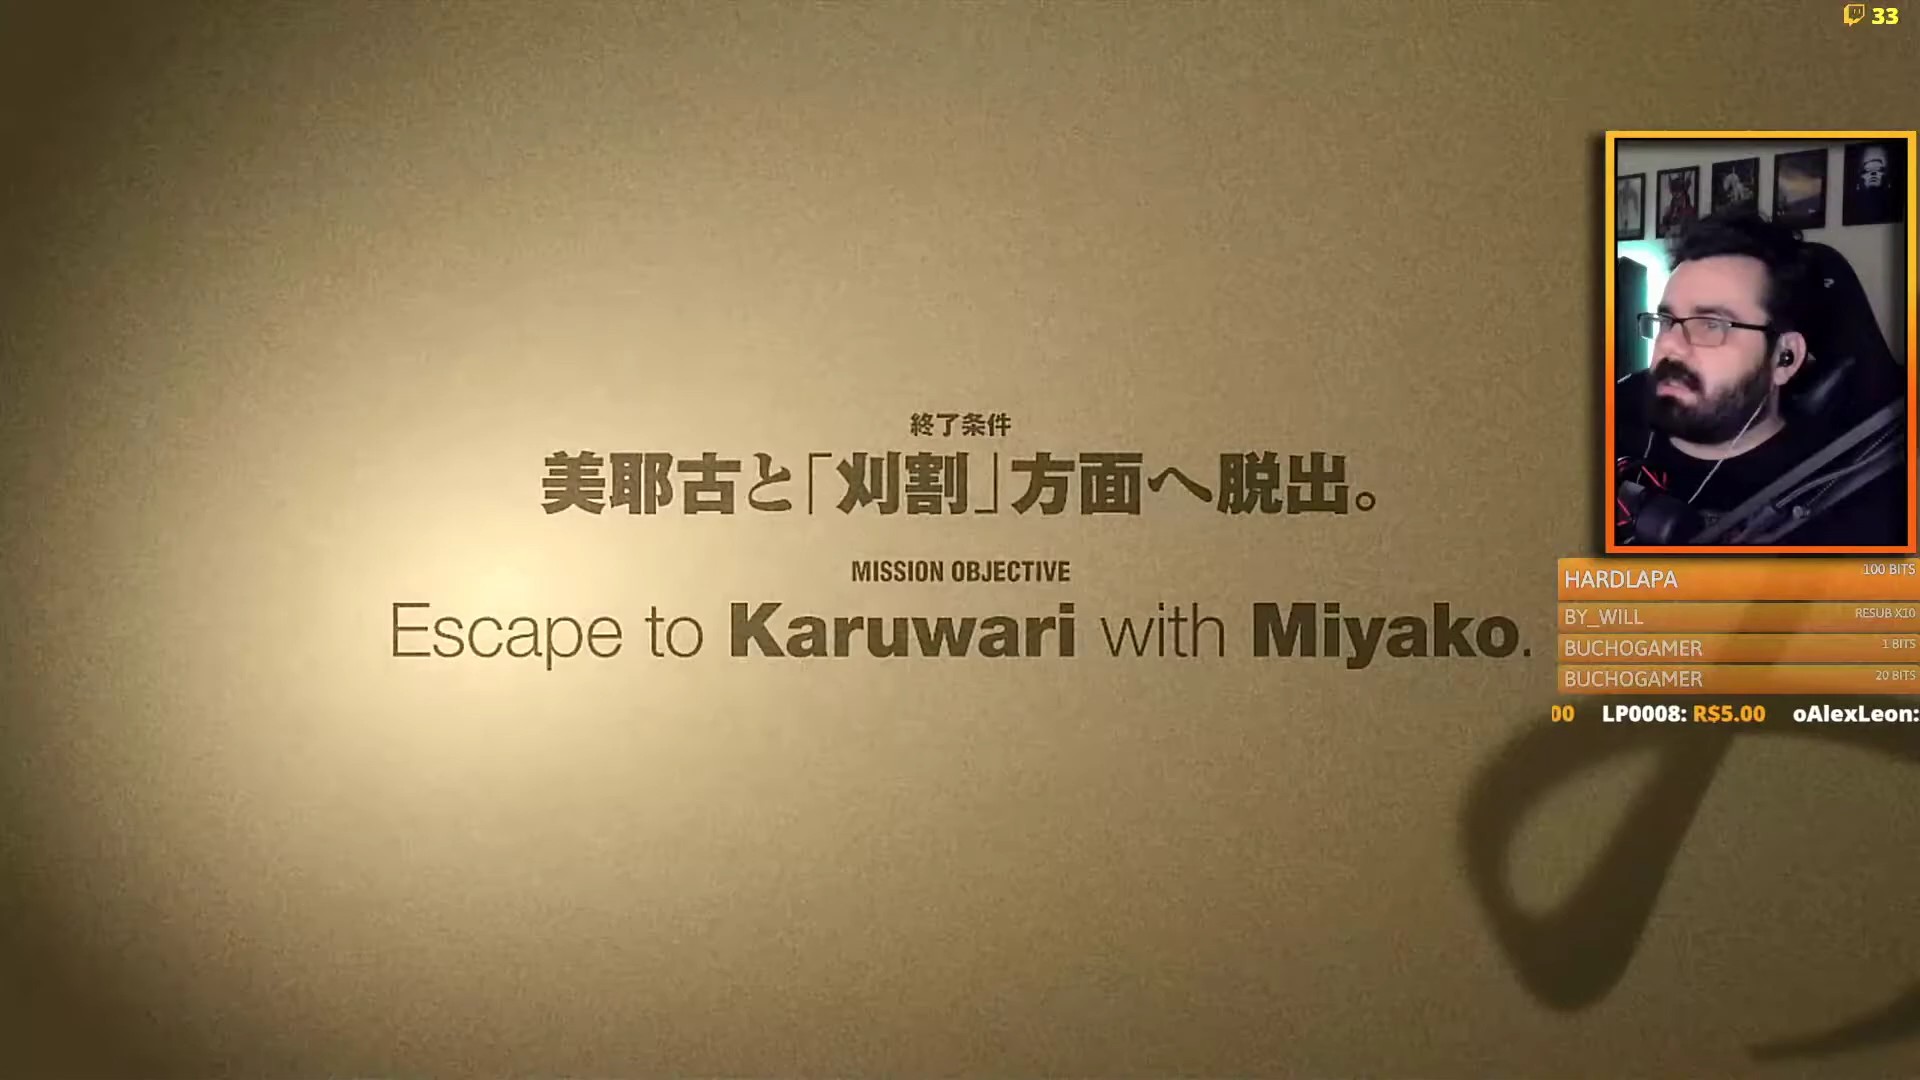 33
終了条件
美耶古と「刈割」方面へ脱出。
MISSION OBJECTIVE
Escape to Karuwari with Miyako.
HARDLAPA 100 BITS
BY_WILL RESUB X10
BUCHOGAMER 1 BITS
BUCHOGAMER 20 BITS
00 LP0008: R$5.00 oAlexLeon: